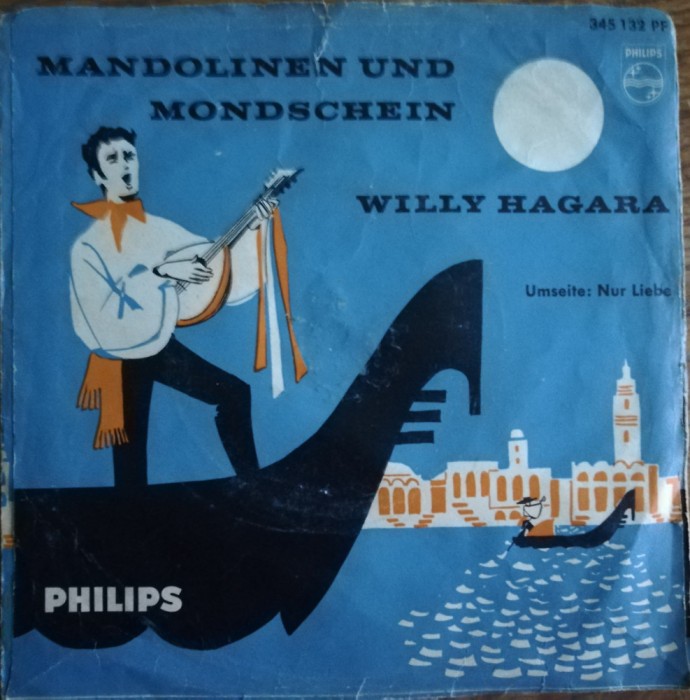 345 132 PF
PHILIPS
MANDOLINEN UND
MONDSCHEIN
WILLY HAGARA
Umseite: Nur Liebe
PHILIPS